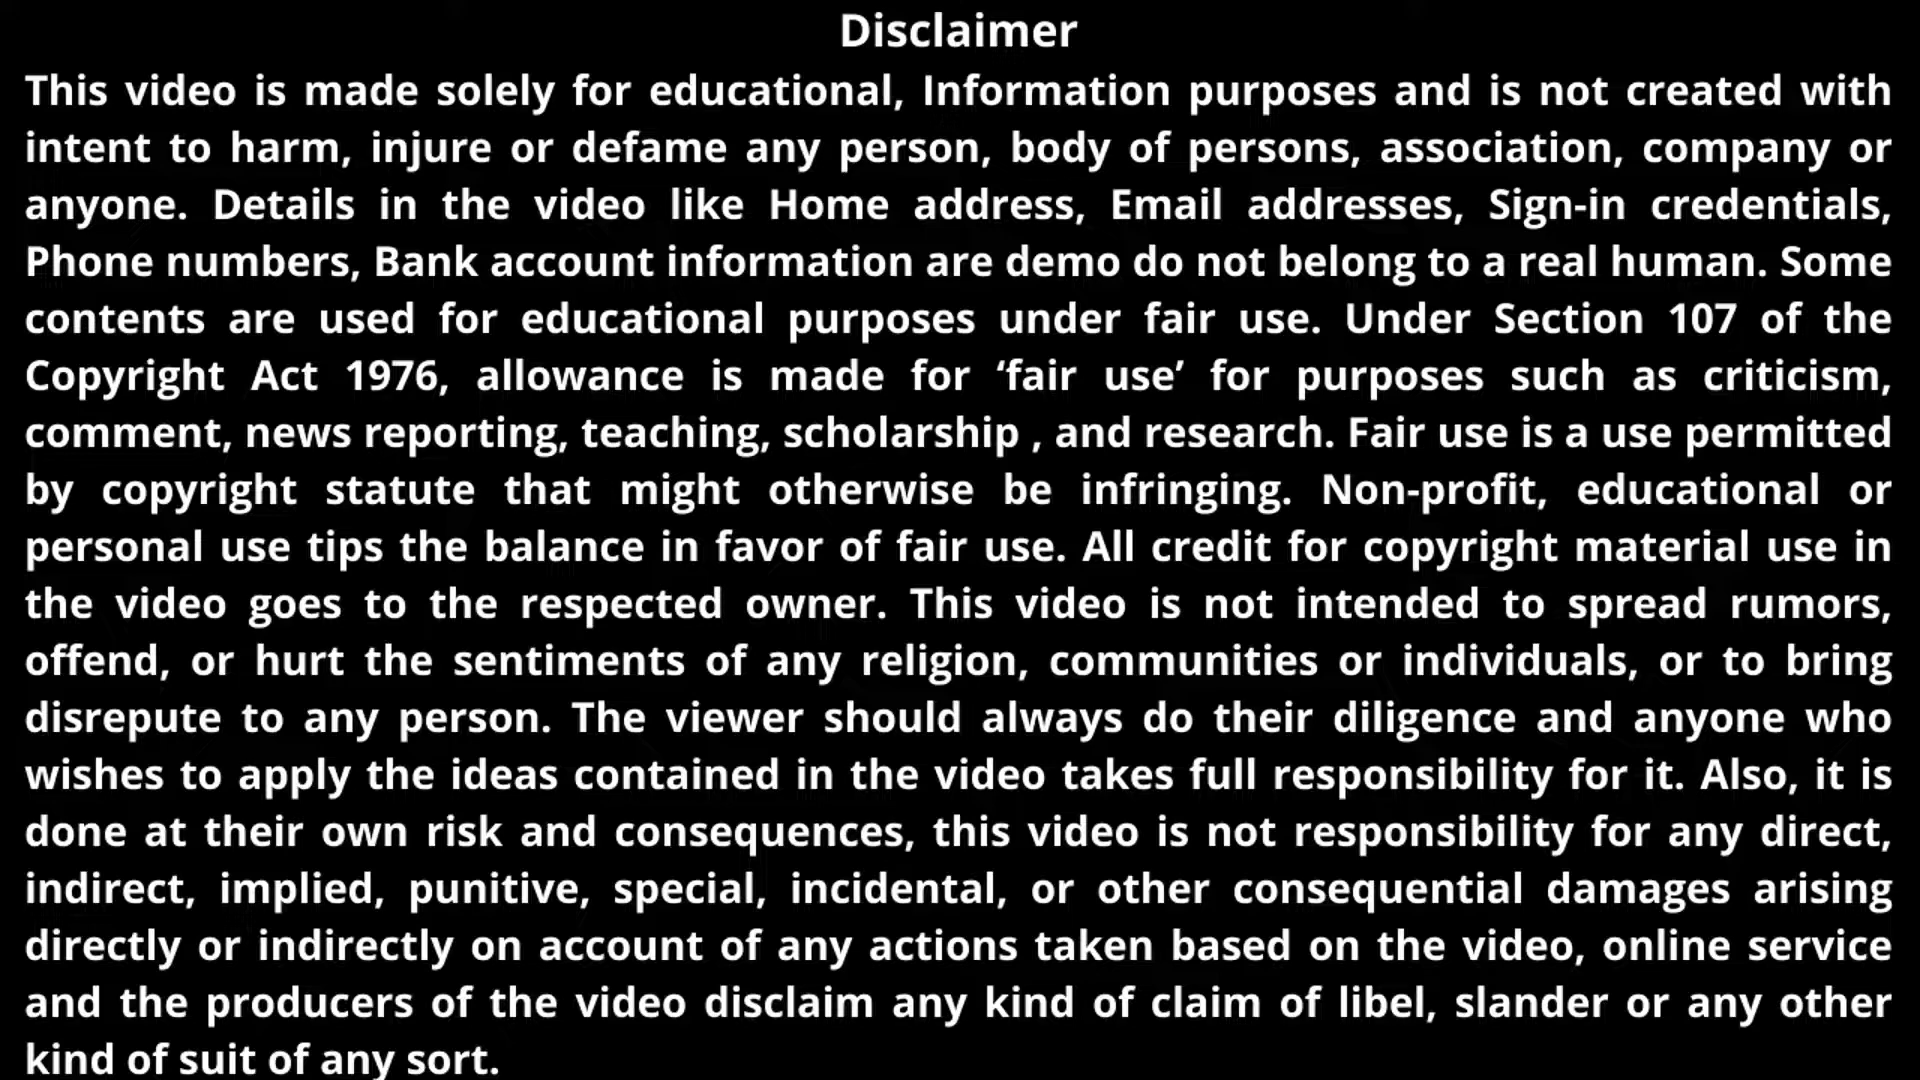 Disclaimer
This video is made solely for educational, Information purposes and is not created with
intent to harm, injure or defame any person, body of persons, association, company or
anyone. Details in the video like Home address, Email addresses, Sign-in credentials,
Phone numbers, Bank account information are demo do not belong to a real human. Some
contents are used for educational purposes under fair use. Under Section 107 of the
Copyright Act 1976, allowance is made for ‘fair use’ for purposes such as criticism,
comment, news reporting, teaching, scholarship , and research. Fair use is a use permitted
by copyright statute that might otherwise be infringing. Non-profit, educational or
personal use tips the balance in favor of fair use. All credit for copyright material use in
the video goes to the respected owner. This video is not intended to spread rumors,
offend, or hurt the sentiments of any religion, communities or individuals, or to bring
disrepute to any person. The viewer should always do their diligence and anyone who
wishes to apply the ideas contained in the video takes full responsibility for it. Also, it is
done at their own risk and consequences, this video is not responsibility for any direct,
indirect, implied, punitive, special, incidental, or other consequential damages arising
directly or indirectly on account of any actions taken based on the video, online service
and the producers of the video disclaim any kind of claim of libel, slander or any other
kind of suit of any sort.